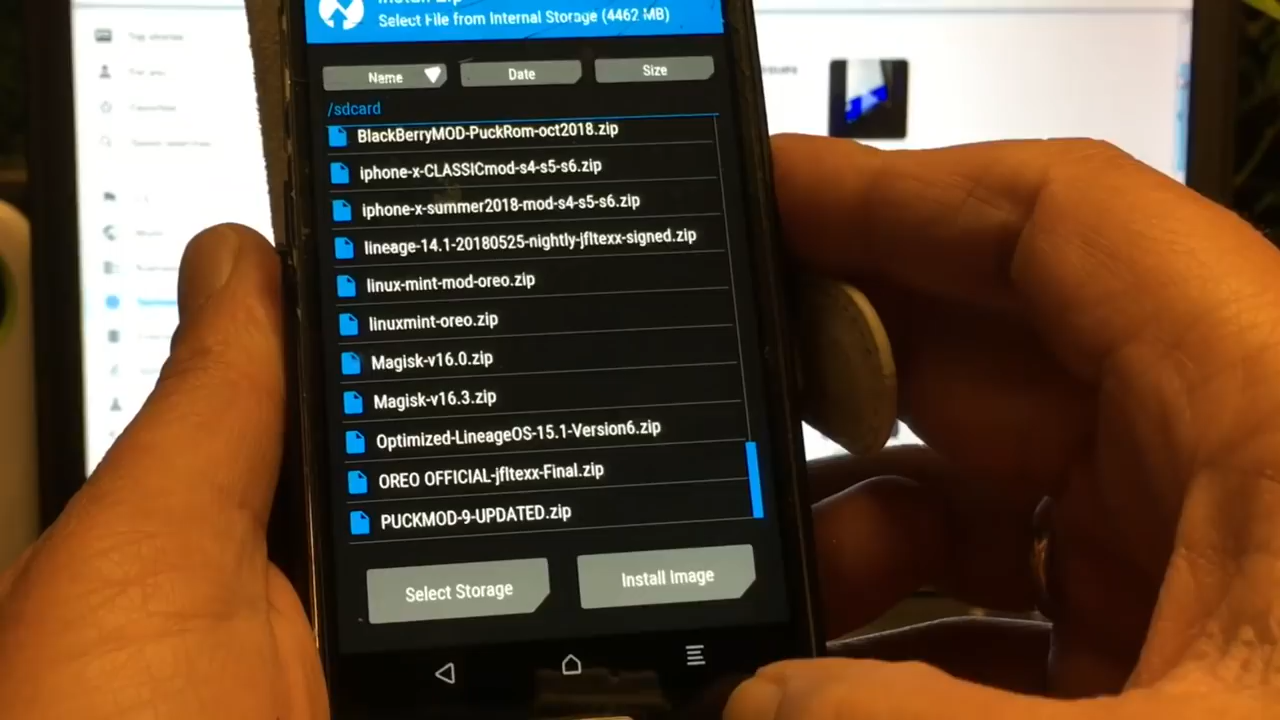 Install Zip
Select File from Internal Storage (4462 MB)
Name
Date
Size
/sdcard
BlackBerryMOD-PuckRom-oct2018.zip
iphone-x-CLASSICmod-s4-s5-s6.zip
iphone-x-summer2018-mod-s4-s5-s6.zip
lineage-14.1-20180525-nightly-jfltexx-signed.zip
linux-mint-mod-oreo.zip
linuxmint-oreo.zip
Magisk-v16.0.zip
Magisk-v16.3.zip
Optimized-LineageOS-15.1-Version6.zip
OREO OFFICIAL-jfltexx-Final.zip
PUCKMOD-9-UPDATED.zip
Select Storage
Install Image